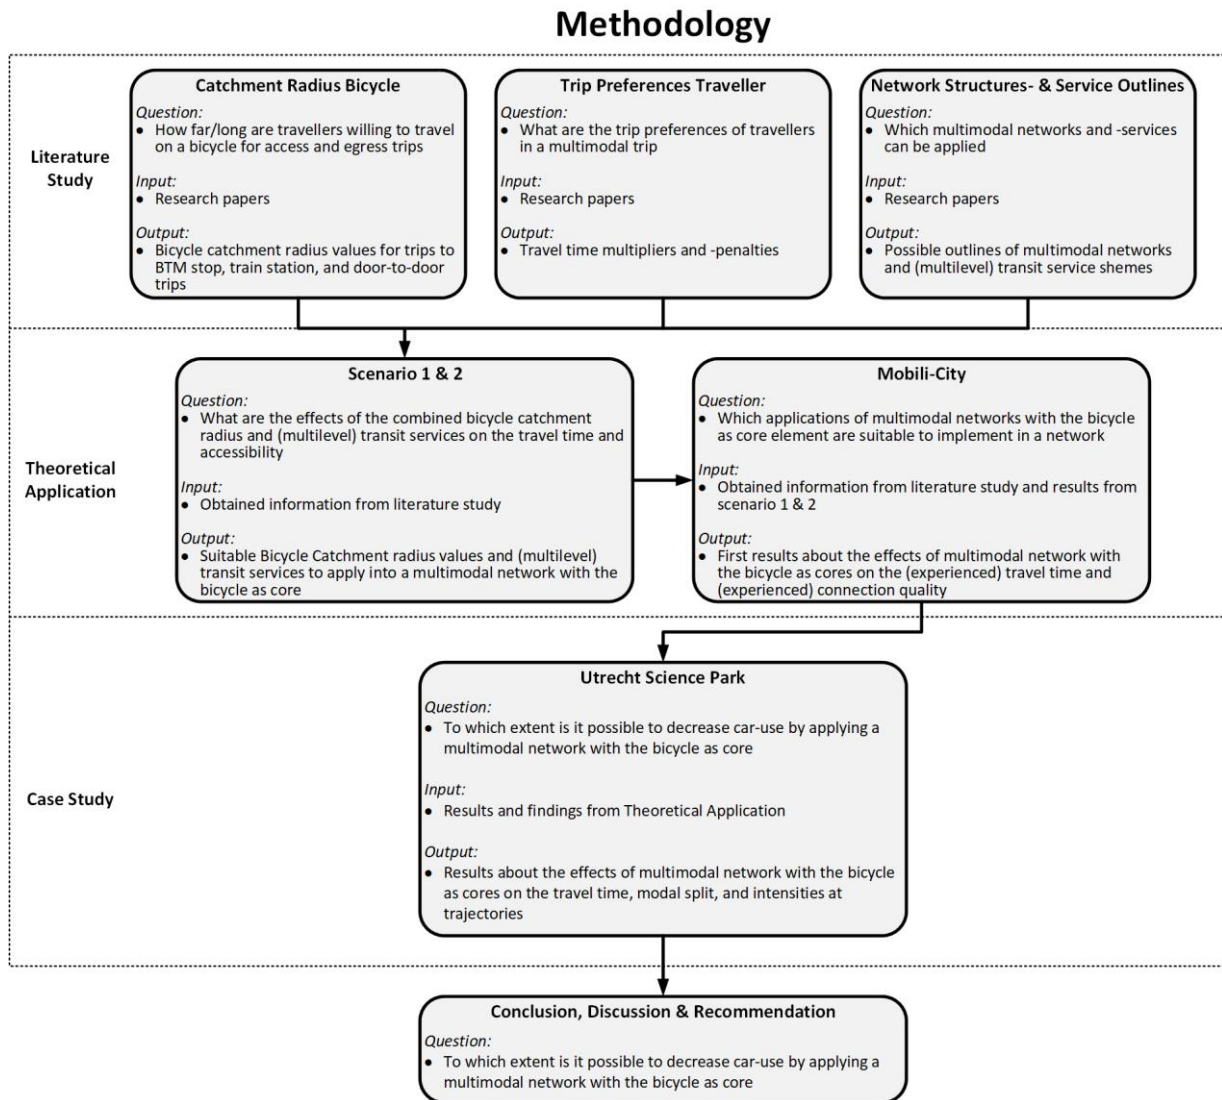 Methodology
Literature
Study
Catchment Radius Bicycle
Question:
● How far/long are travellers willing to travel
on a bicycle for access and egress trips
Input:
● Research papers
Output:
● Bicycle catchment radius values for trips to
BTM stop, train station, and door-to-door
trips
Trip Preferences Traveller
Question:
● What are the trip preferences of travellers
in a multimodal trip
Input:
● Research papers
Output:
● Travel time multipliers and -penalties
Network Structures- & Service Outlines
Question:
● Which multimodal networks and -services
can be applied
Input:
● Research papers
Output:
● Possible outlines of multimodal networks
and (multilevel) transit service shemes
Theoretical
Application
Scenario 1 & 2
Question:
● What are the effects of the combined bicycle catchment
radius and (multilevel) transit services on the travel time and
accessibility
Input:
● Obtained information from literature study
Output:
● Suitable Bicycle Catchment radius values and (multilevel)
transit services to apply into a multimodal network with the
bicycle as core
Mobili-City
Question:
● Which applications of multimodal networks with the bicycle
as core element are suitable to implement in a network
Input:
● Obtained information from literature study and results from
scenario 1 & 2
Output:
● First results about the effects of multimodal network with
the bicycle as cores on the (experienced) travel time and
(experienced) connection quality
Case Study
Utrecht Science Park
Question:
● To which extent is it possible to decrease car-use by applying a
multimodal network with the bicycle as core
Input:
● Results and findings from Theoretical Application
Output:
● Results about the effects of multimodal network with the bicycle
as cores on the travel time, modal split, and intensities at
trajectories
Conclusion, Discussion & Recommendation
Question:
● To which extent is it possible to decrease car-use by applying a
multimodal network with the bicycle as core